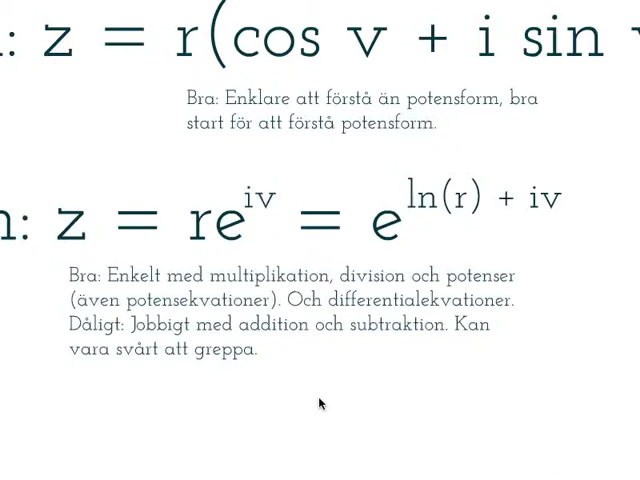 : z = r(cos v + i sin
Bra: Enklare att förstå än potensform, bra
start för att förstå potensform.
n: z = re^{iv} = e^{ln(r) + iv}
Bra: Enkelt med multiplikation, division och potenser
(även potensekvationer). Och differentialekvationer.
Dåligt: Jobbigt med addition och subtraktion. Kan
vara svårt att greppa.